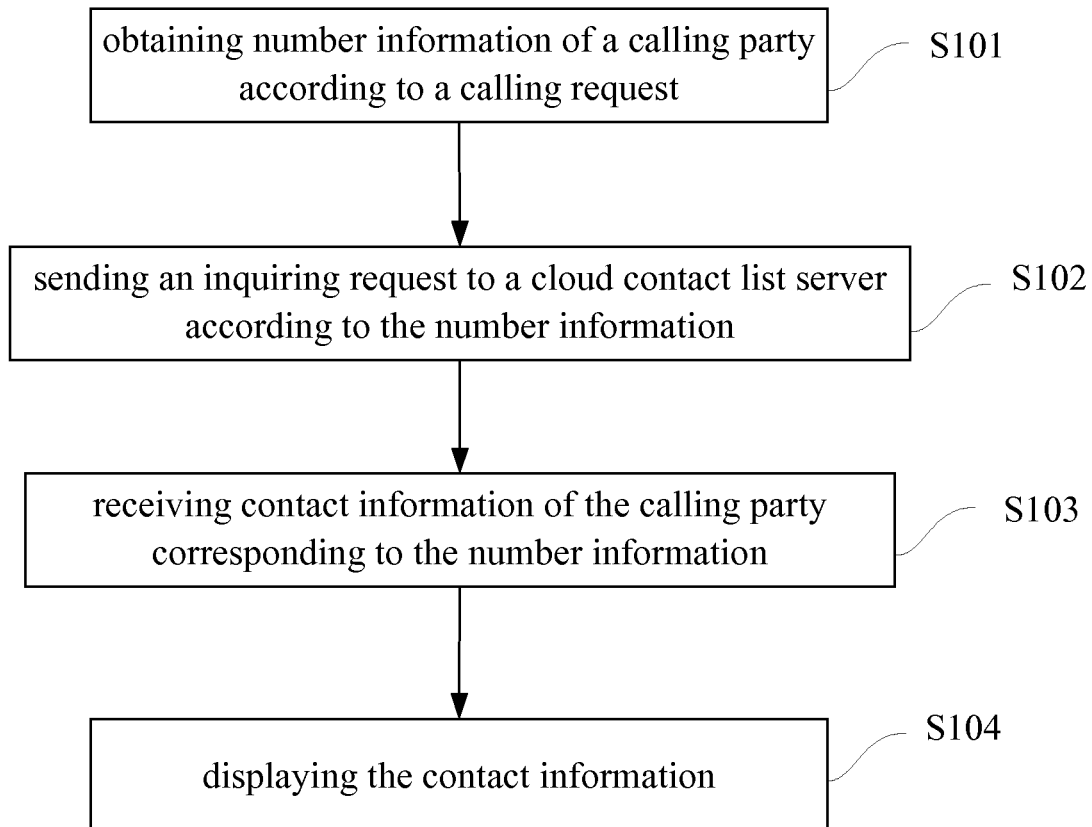 obtaining number information of a calling party
according to a calling request
S101
sending an inquiring request to a cloud contact list server
according to the number information
S102
receiving contact information of the calling party
corresponding to the number information
S103
displaying the contact information
S104